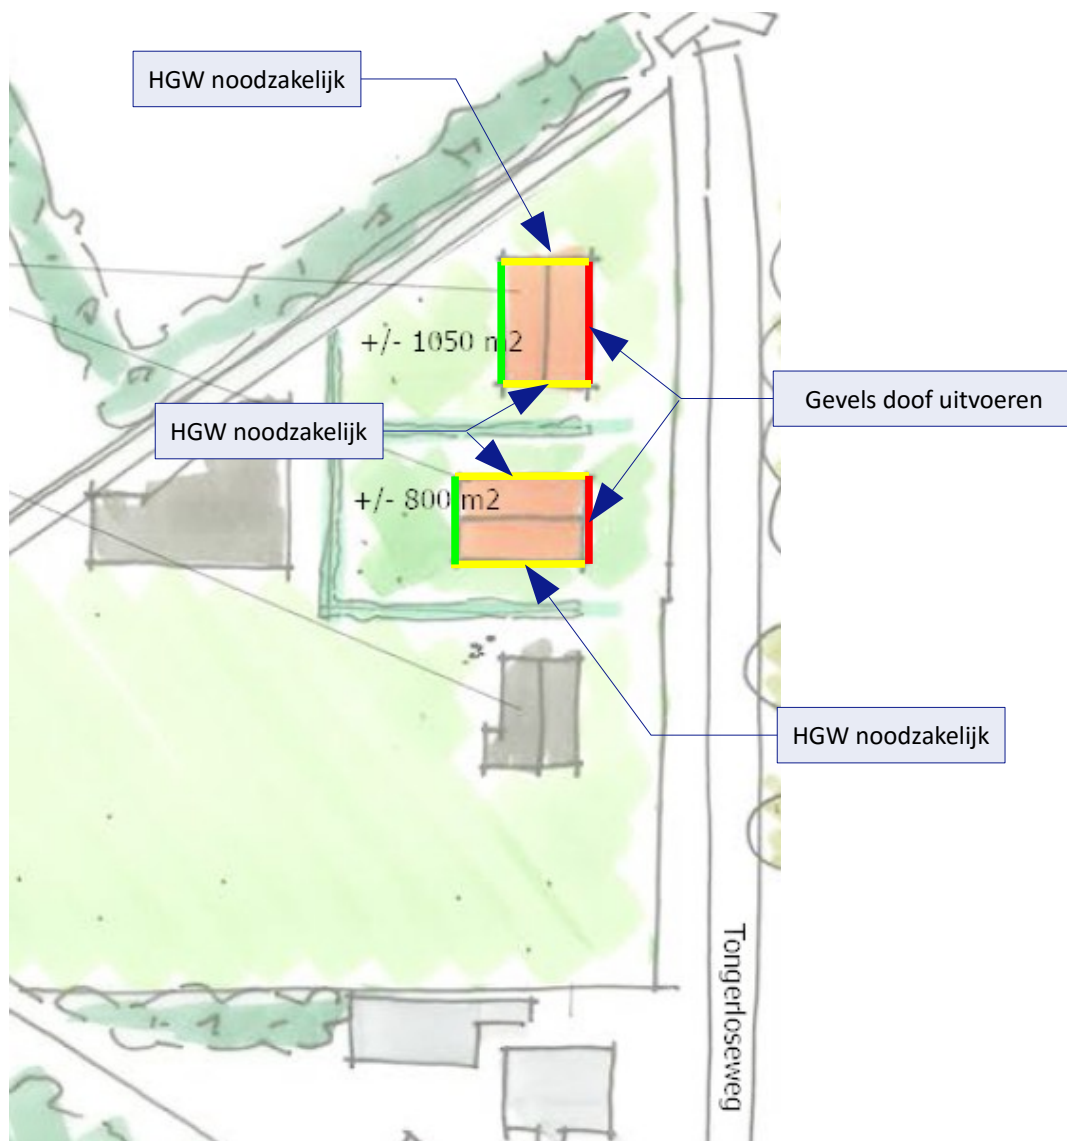 HGW noodzakelijk
+/- 1050 m2
Gevels doof uitvoeren
HGW noodzakelijk
+/- 800 m2
HGW noodzakelijk
Tongerloseweg